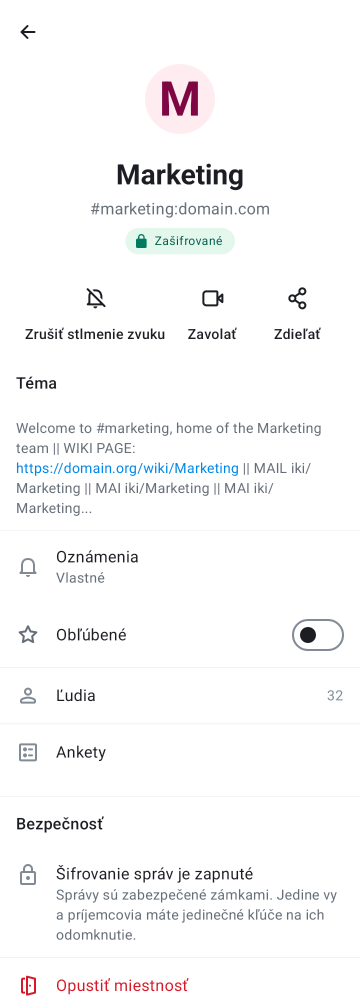 M
Marketing
#marketing:domain.com
Zašifrované
Zrušiť stlmenie zvuku Zavolať Zdieľať
Téma
Welcome to #marketing, home of the Marketing
team || WIKI PAGE:
https://domain.org/wiki/Marketing || MAIL iki/
Marketing || MAI iki/Marketing || MAI iki/
Marketing...
Oznámenia
Vlastné
Obľúbené
Ľudia 32
Ankety
Bezpečnosť
Šifrovanie správ je zapnuté
Správy sú zabezpečené zámkami. Jedine vy
a príjemcovia máte jedinečné kľúče na ich
odomknutie.
Opustiť miestnosť